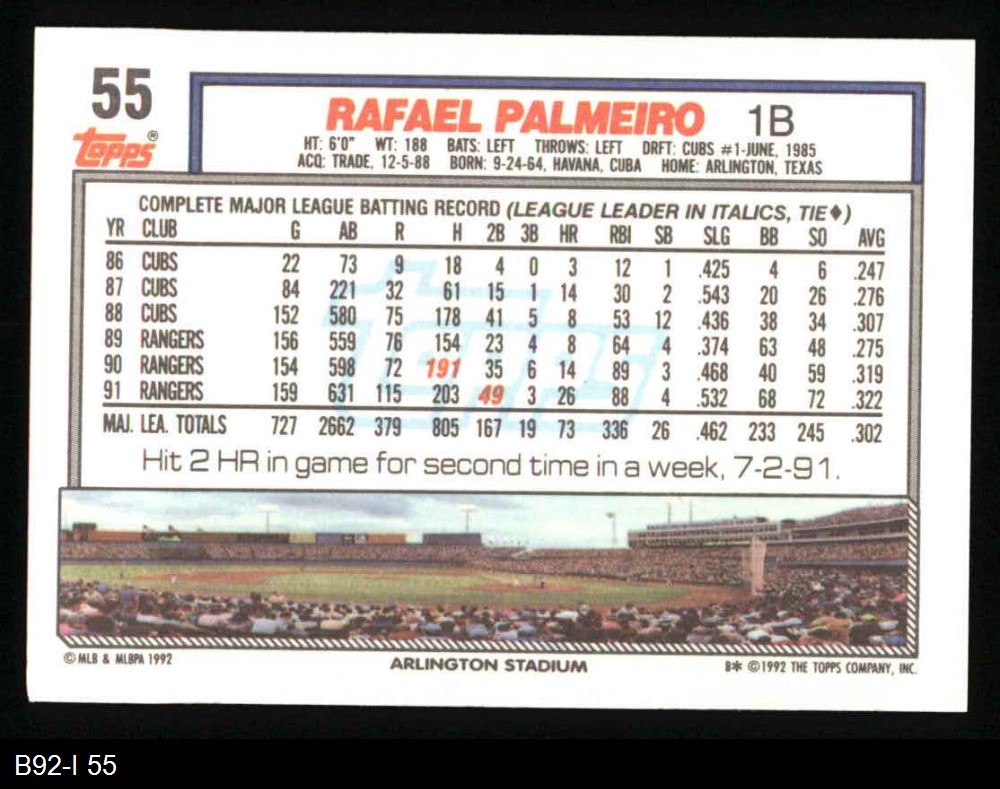 55
Topps®
RAFAEL PALMEIRO 1B
HT: 6'0" WT: 188 BATS: LEFT THROWS: LEFT DRFT: CUBS #1-JUNE, 1985
ACQ: TRADE, 12-5-88 BORN: 9-24-64, HAVANA, CUBA HOME: ARLINGTON, TEXAS
COMPLETE MAJOR LEAGUE BATTING RECORD (LEAGUE LEADER IN ITALICS, TIE♦)
YR CLUB G AB R H 2B 3B HR RBI SB SLG BB SO AVG
86 CUBS 22 73 9 18 4 0 3 12 1 .425 4 6 .247
87 CUBS 84 221 32 61 15 1 14 30 2 .543 20 26 .276
88 CUBS 152 580 75 178 41 5 8 53 12 .436 38 34 .307
89 RANGERS 156 559 76 154 23 4 8 64 4 .374 63 48 .275
90 RANGERS 154 598 72 191 35 6 14 89 3 .468 40 59 .319
91 RANGERS 159 631 115 203 49 3 26 88 4 .532 68 72 .322
MAJ. LEA. TOTALS 727 2662 379 805 167 19 73 336 26 .462 233 245 .302
Hit 2 HR in game for second time in a week, 7-2-91.
© MLB & MLBPA 1992 ARLINGTON STADIUM B* © 1992 THE TOPPS COMPANY, INC.
B92-I 55